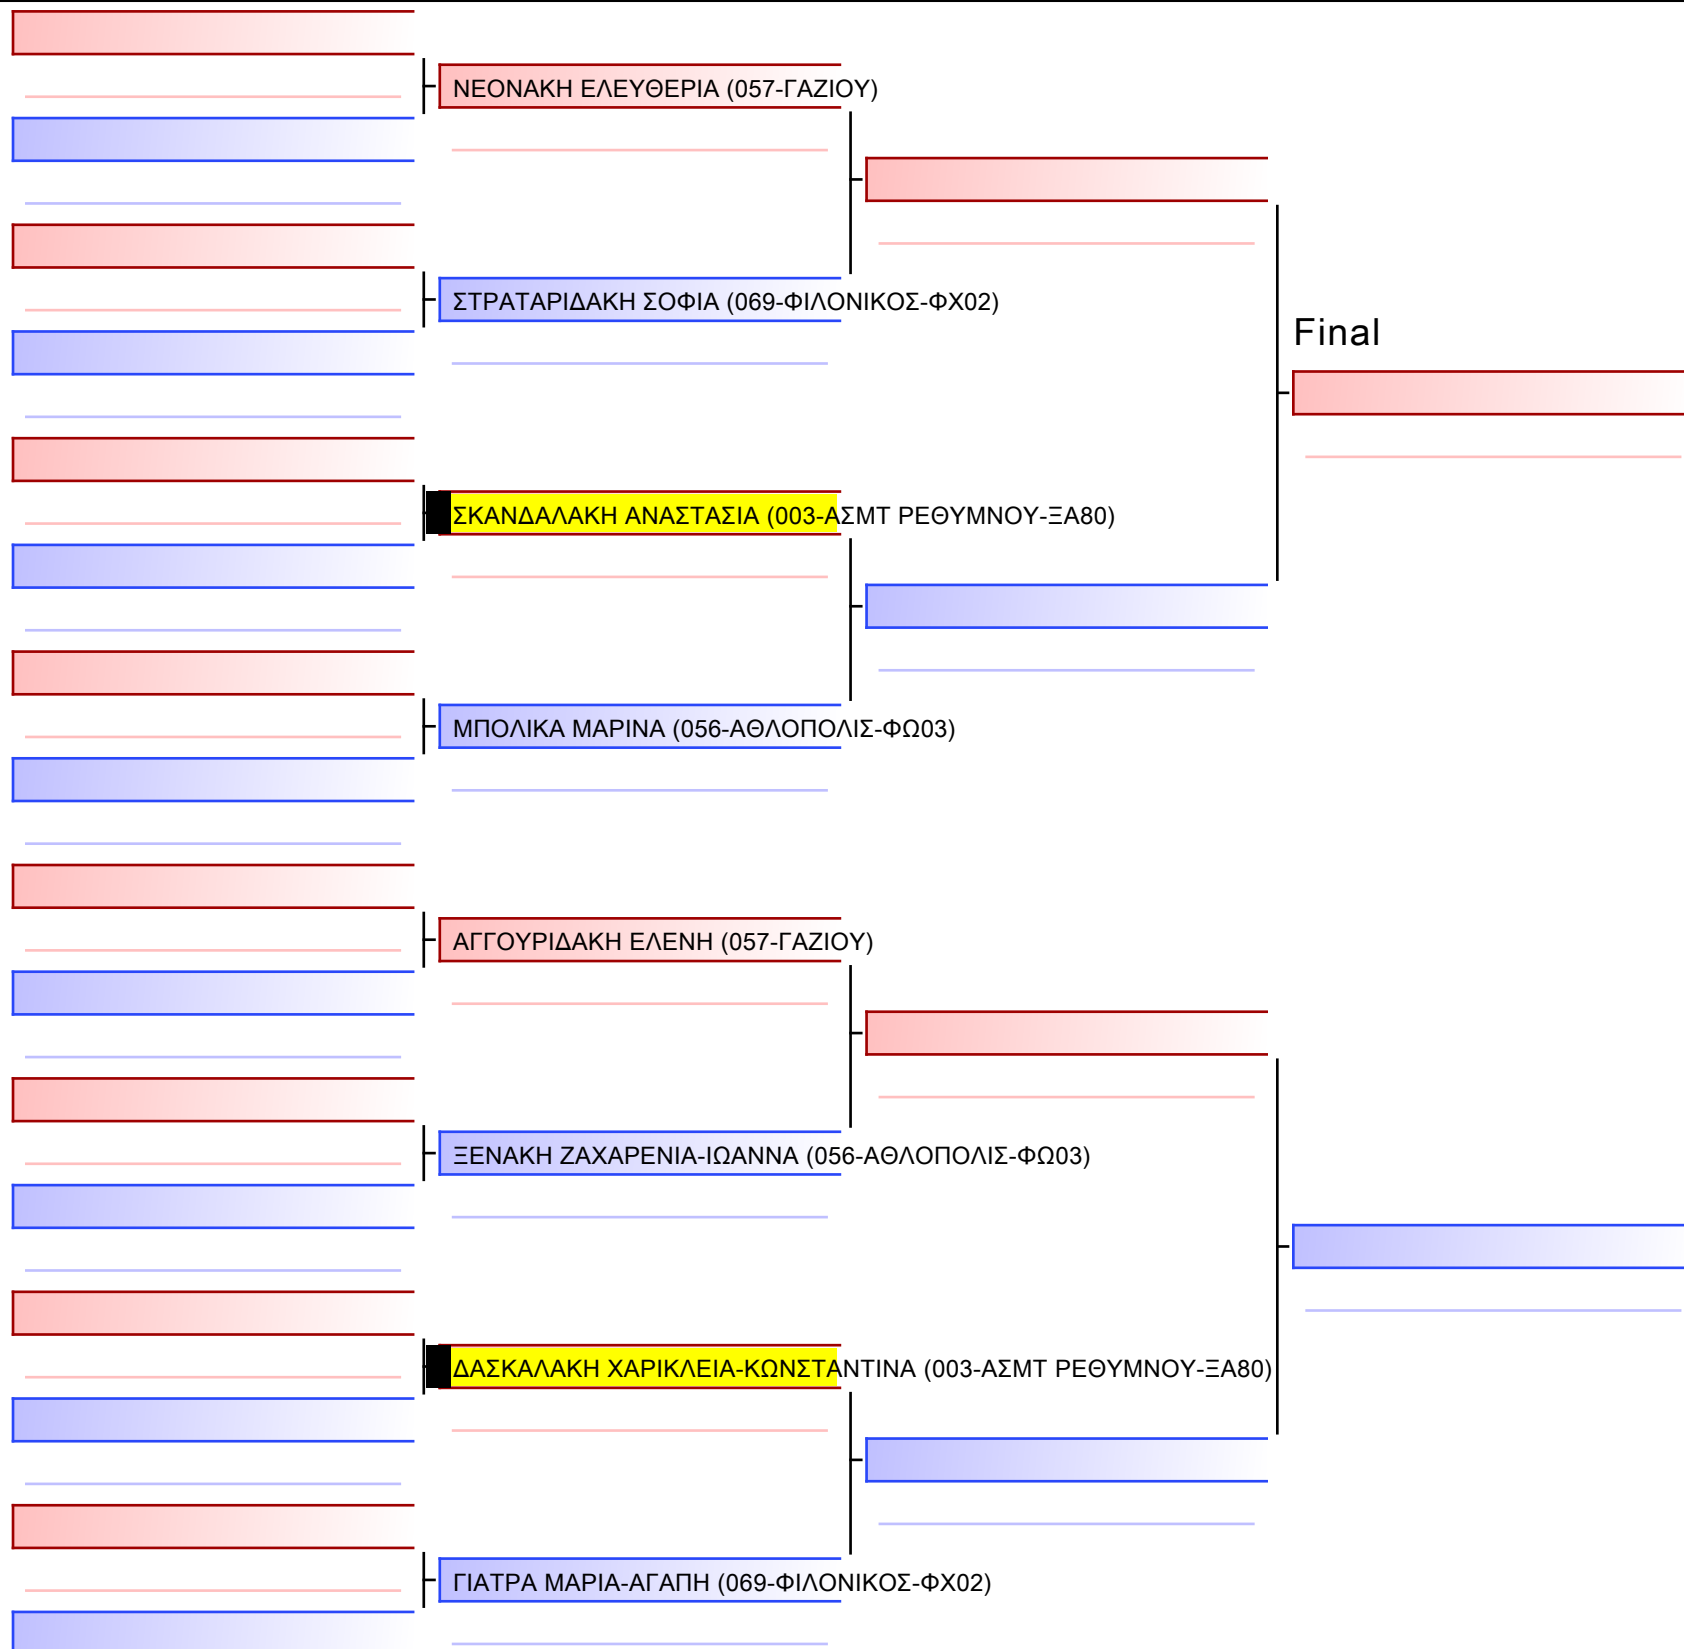 ΝΕΟΝΑΚΗ ΕΛΕΥΘΕΡΙΑ (057-ΓΑΖΙΟΥ)
ΣΤΡΑΤΑΡΙΔΑΚΗ ΣΟΦΙΑ (069-ΦΙΛΟΝΙΚΟΣ-ΦΧ02)
Final
ΣΚΑΝΔΑΛΑΚΗ ΑΝΑΣΤΑΣΙΑ (003-ΑΣΜΤ ΡΕΘΥΜΝΟΥ-ΞΑ80)
ΜΠΟΛΙΚΑ ΜΑΡΙΝΑ (056-ΑΘΛΟΠΟΛΙΣ-ΦΩ03)
ΑΓΓΟΥΡΙΔΑΚΗ ΕΛΕΝΗ (057-ΓΑΖΙΟΥ)
ΞΕΝΑΚΗ ΖΑΧΑΡΕΝΙΑ-ΙΩΑΝΝΑ (056-ΑΘΛΟΠΟΛΙΣ-ΦΩ03)
ΔΑΣΚΑΛΑΚΗ ΧΑΡΙΚΛΕΙΑ-ΚΩΝΣΤΑΝΤΙΝΑ (003-ΑΣΜΤ ΡΕΘΥΜΝΟΥ-ΞΑ80)
ΓΙΑΤΡΑ ΜΑΡΙΑ-ΑΓΑΠΗ (069-ΦΙΛΟΝΙΚΟΣ-ΦΧ02)